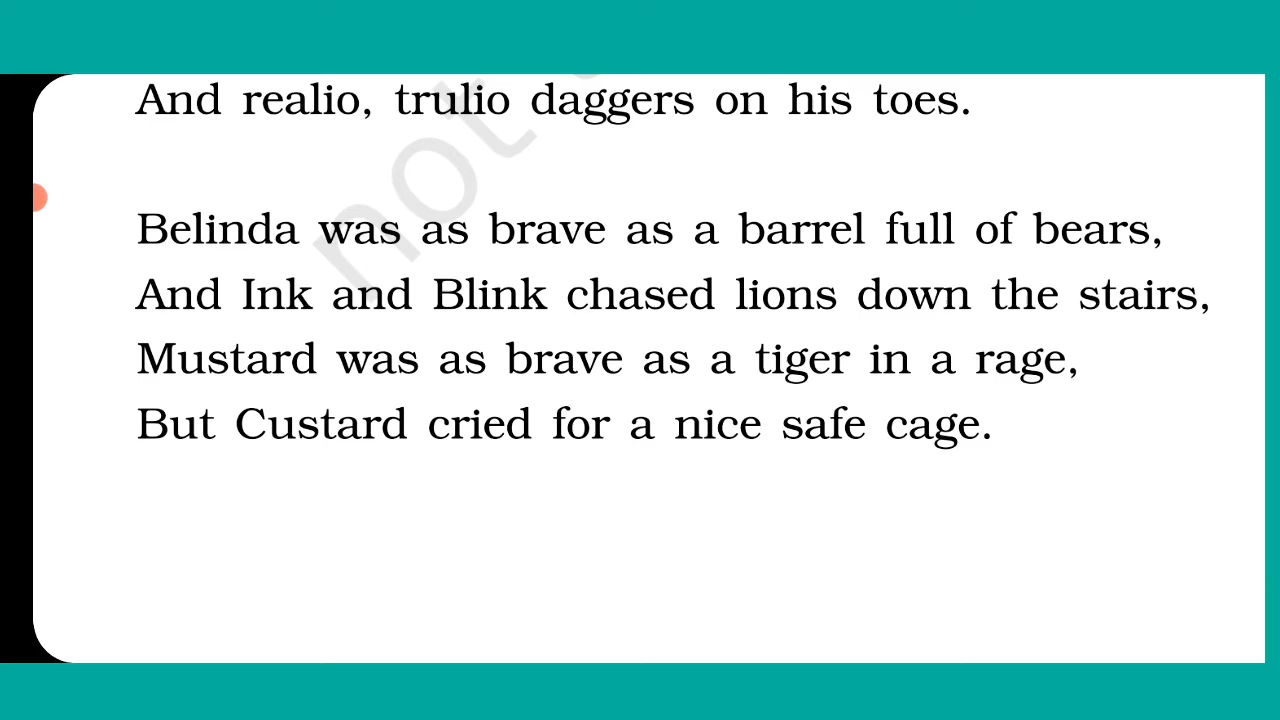 And realio, trulio daggers on his toes.
Belinda was as brave as a barrel full of bears,
And Ink and Blink chased lions down the stairs,
Mustard was as brave as a tiger in a rage,
But Custard cried for a nice safe cage.
not